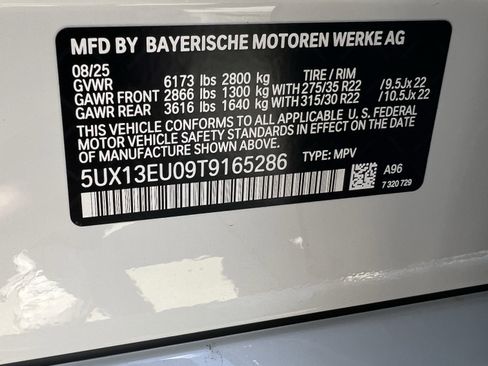 MFD BY BAYERISCHE MOTOREN WERKE AG
08/25
GVWR 6173 lbs 2800 kg TIRE / RIM
GAWR FRONT 2866 lbs 1300 kg WITH 275/35 R22 /9.5Jx22
GAWR REAR 3616 lbs 1640 kg WITH 315/30 R22 /10.5Jx22
THIS VEHICLE CONFORMS TO ALL APPLICABLE U.S. FEDERAL
MOTOR VEHICLE SAFETY STANDARDS IN EFFECT ON THE
DATE OF MANUFACTURE SHOWN ABOVE.
5UX13EU09T9165286 TYPE: MPV
A96
7 320 729